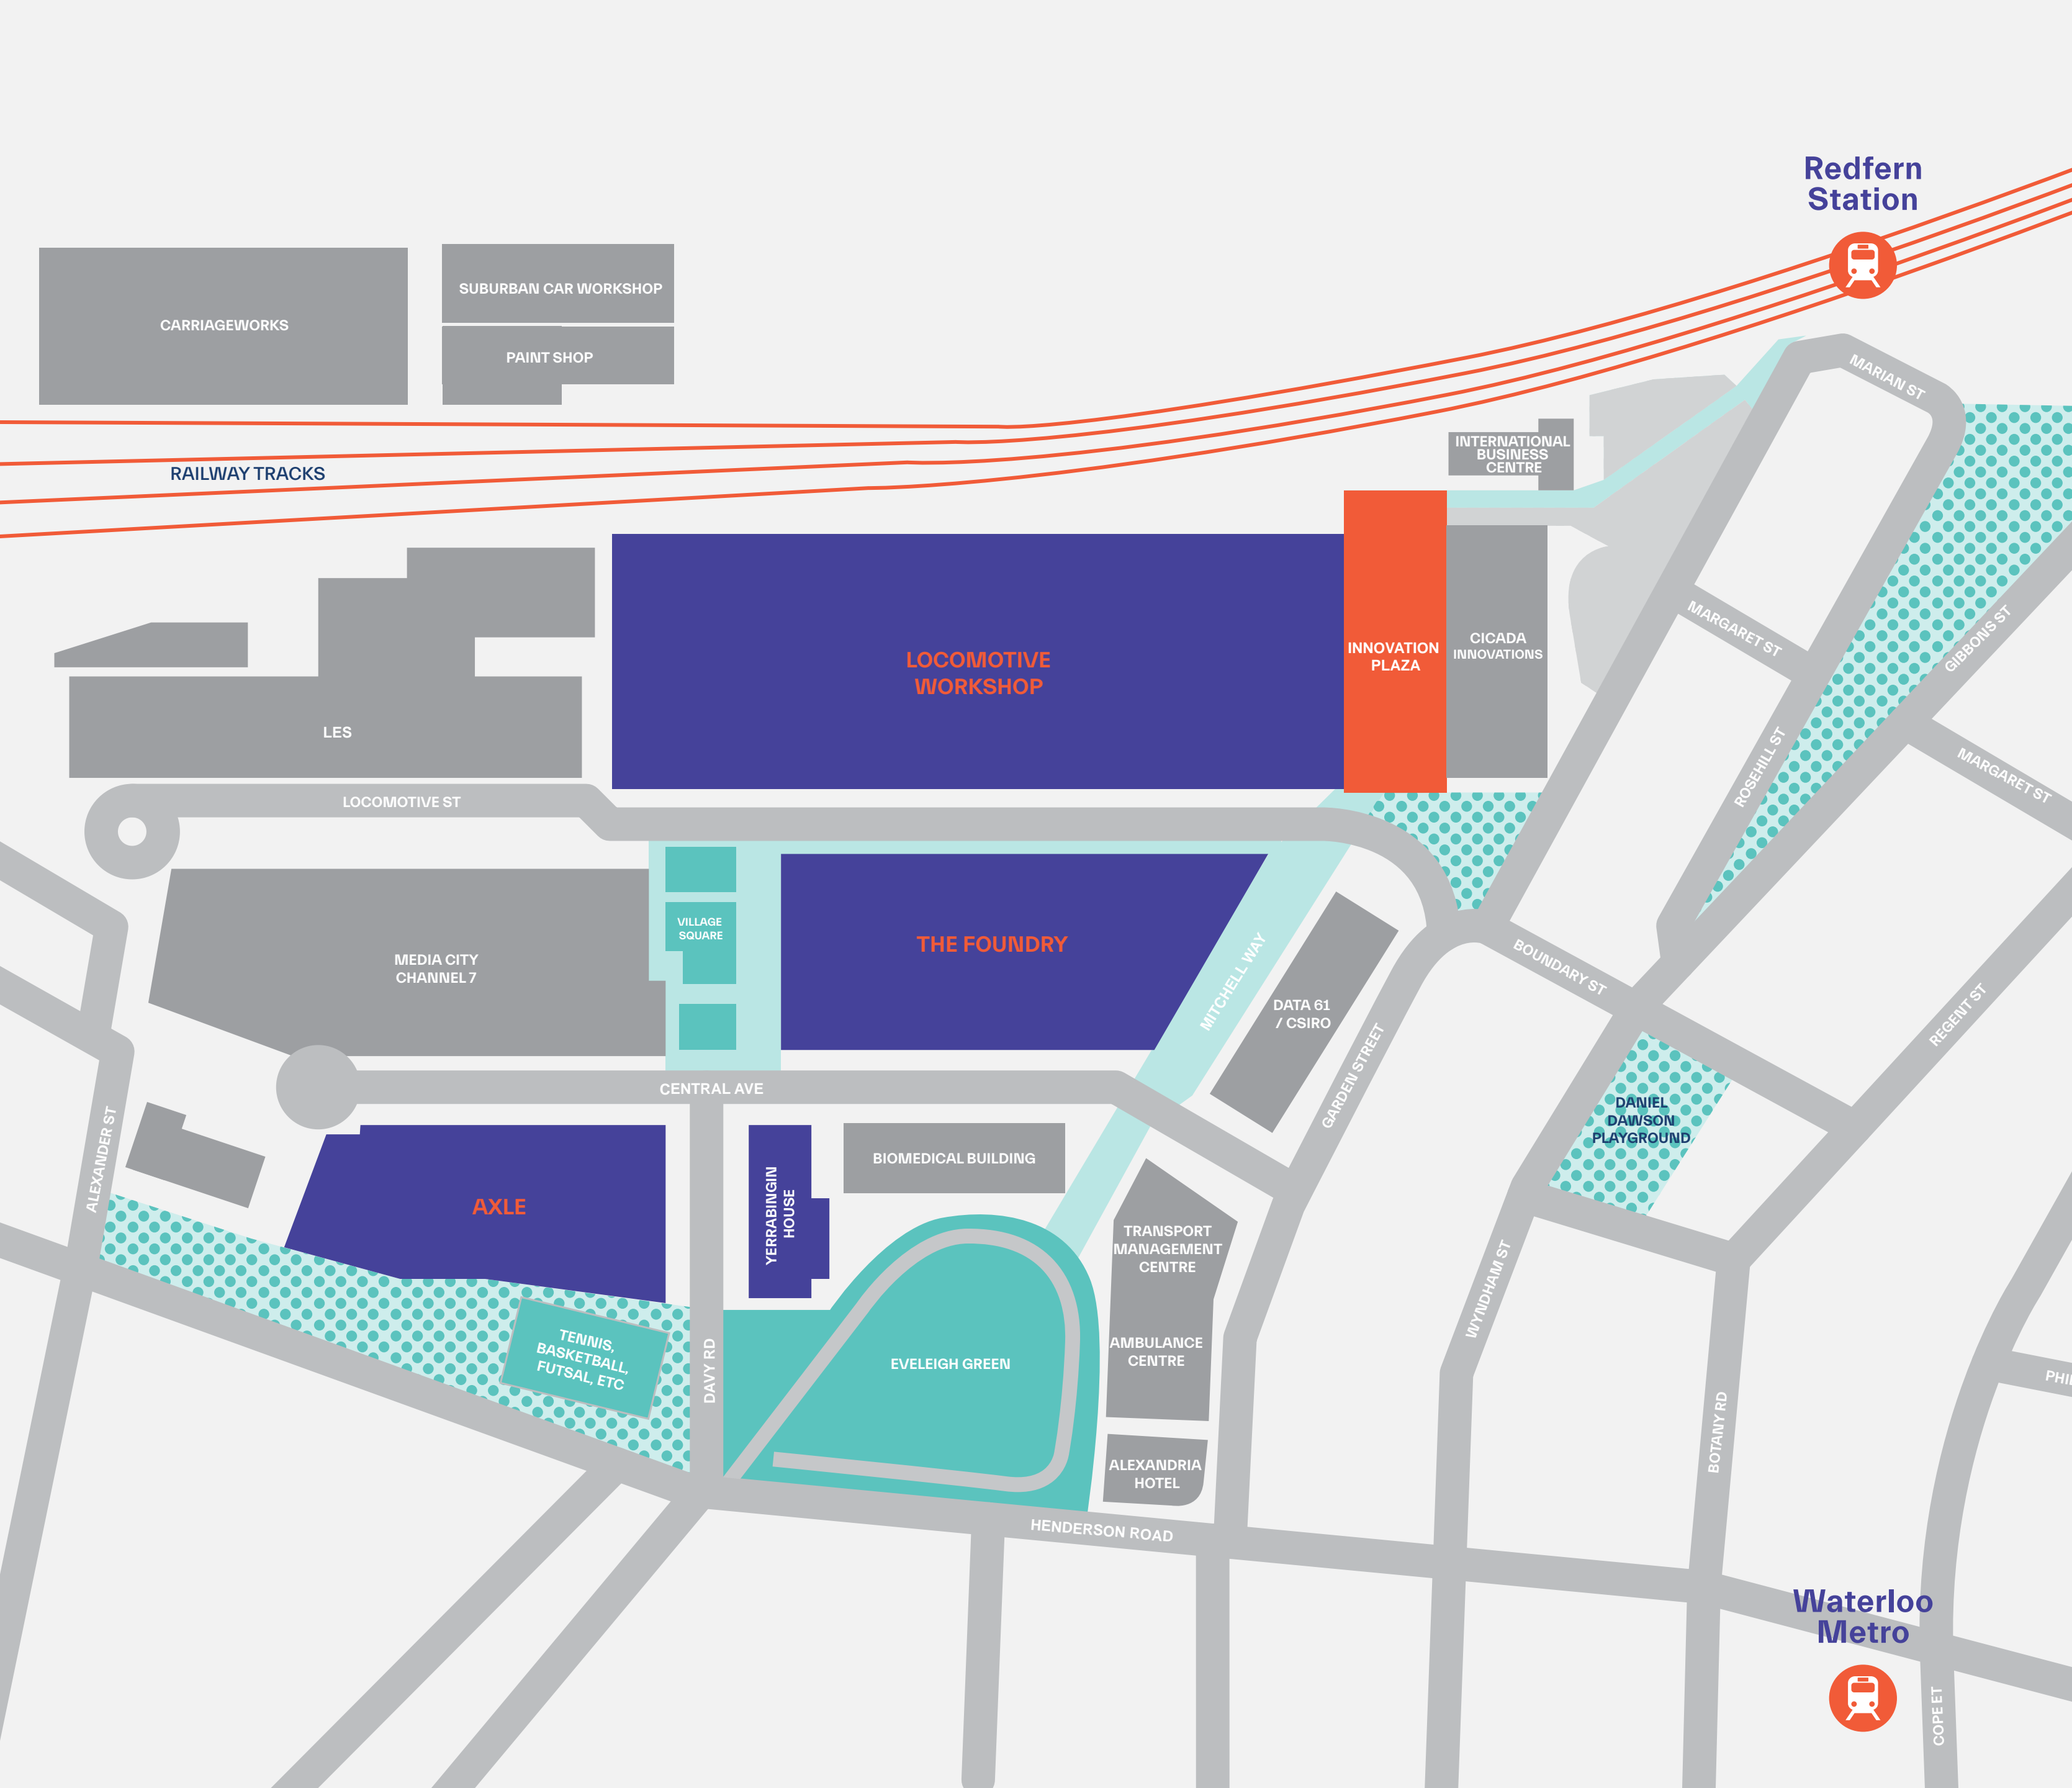 Redfern
Station
SUBURBAN CAR WORKSHOP
CARRIAGEWORKS
PAINT SHOP
MARIAN ST
RAILWAY TRACKS
INTERNATIONAL
BUSINESS
CENTRE
MARGARET ST
GIBBONS ST
LOCOMOTIVE
WORKSHOP
INNOVATION
PLAZA
CICADA
INNOVATIONS
LES
ROSEHILL ST
MARGARET ST
LOCOMOTIVE ST
VILLAGE
SQUARE
THE FOUNDRY
MEDIA CITY
CHANNEL 7
MITCHELL WAY
BOUNDARY ST
DATA 61
/ CSIRO
REGENT ST
GARDEN STREET
CENTRAL AVE
DANIEL
DAWSON
PLAYGROUND
ALEXANDER ST
BIOMEDICAL BUILDING
AXLE
YERRABINGIN
HOUSE
TRANSPORT
MANAGEMENT
CENTRE
WYNDHAM ST
TENNIS,
BASKETBALL,
FUTSAL, ETC
DAVY RD
EVELEIGH GREEN
AMBULANCE
CENTRE
PHIL
BOTANY RD
ALEXANDRIA
HOTEL
HENDERSON ROAD
Waterloo
Metro
COPE ET